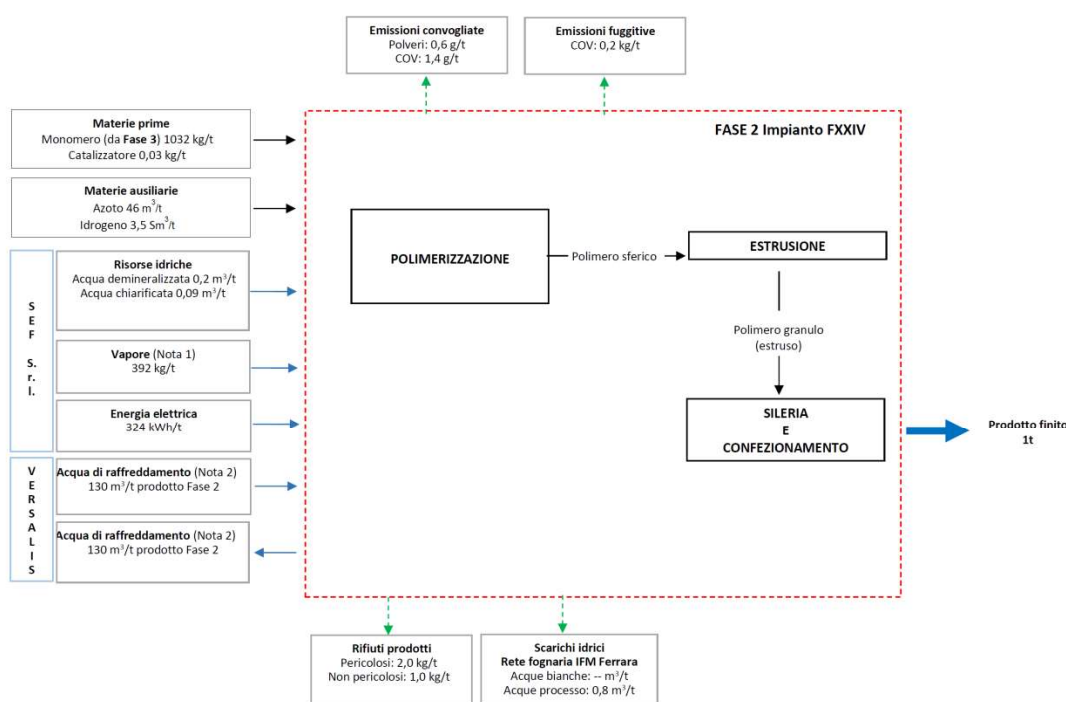 Emissioni convogliate
Polveri: 0,6 g/t
COV: 1,4 g/t
Emissioni fuggitive
COV: 0,2 kg/t
Materie prime
Monomero (da Fase 3) 1032 kg/t
Catalizzatore 0,03 kg/t
FASE 2 Impianto FXXIV
Materie ausiliarie
Azoto 46 m³/t
Idrogeno 3,5 Sm³/t
SEF S.r.l.
Risorse idriche
Acqua demineralizzata 0,2 m³/t
Acqua chiarificata 0,09 m³/t
Vapore (Nota 1)
392 kg/t
Energia elettrica
324 kWh/t
VERSALIS
Acqua di raffreddamento (Nota 2)
130 m³/t prodotto Fase 2
Acqua di raffreddamento (Nota 2)
130 m³/t prodotto Fase 2
POLIMERIZZAZIONE
Polimero sferico
ESTRUSIONE
Polimero granulo
(estruso)
SILERIA
E
CONFEZIONAMENTO
Prodotto finito
1t
Rifiuti prodotti
Pericolosi: 2,0 kg/t
Non pericolosi: 1,0 kg/t
Scarichi idrici
Rete fognaria IFM Ferrara
Acque bianche: -- m³/t
Acque processo: 0,8 m³/t